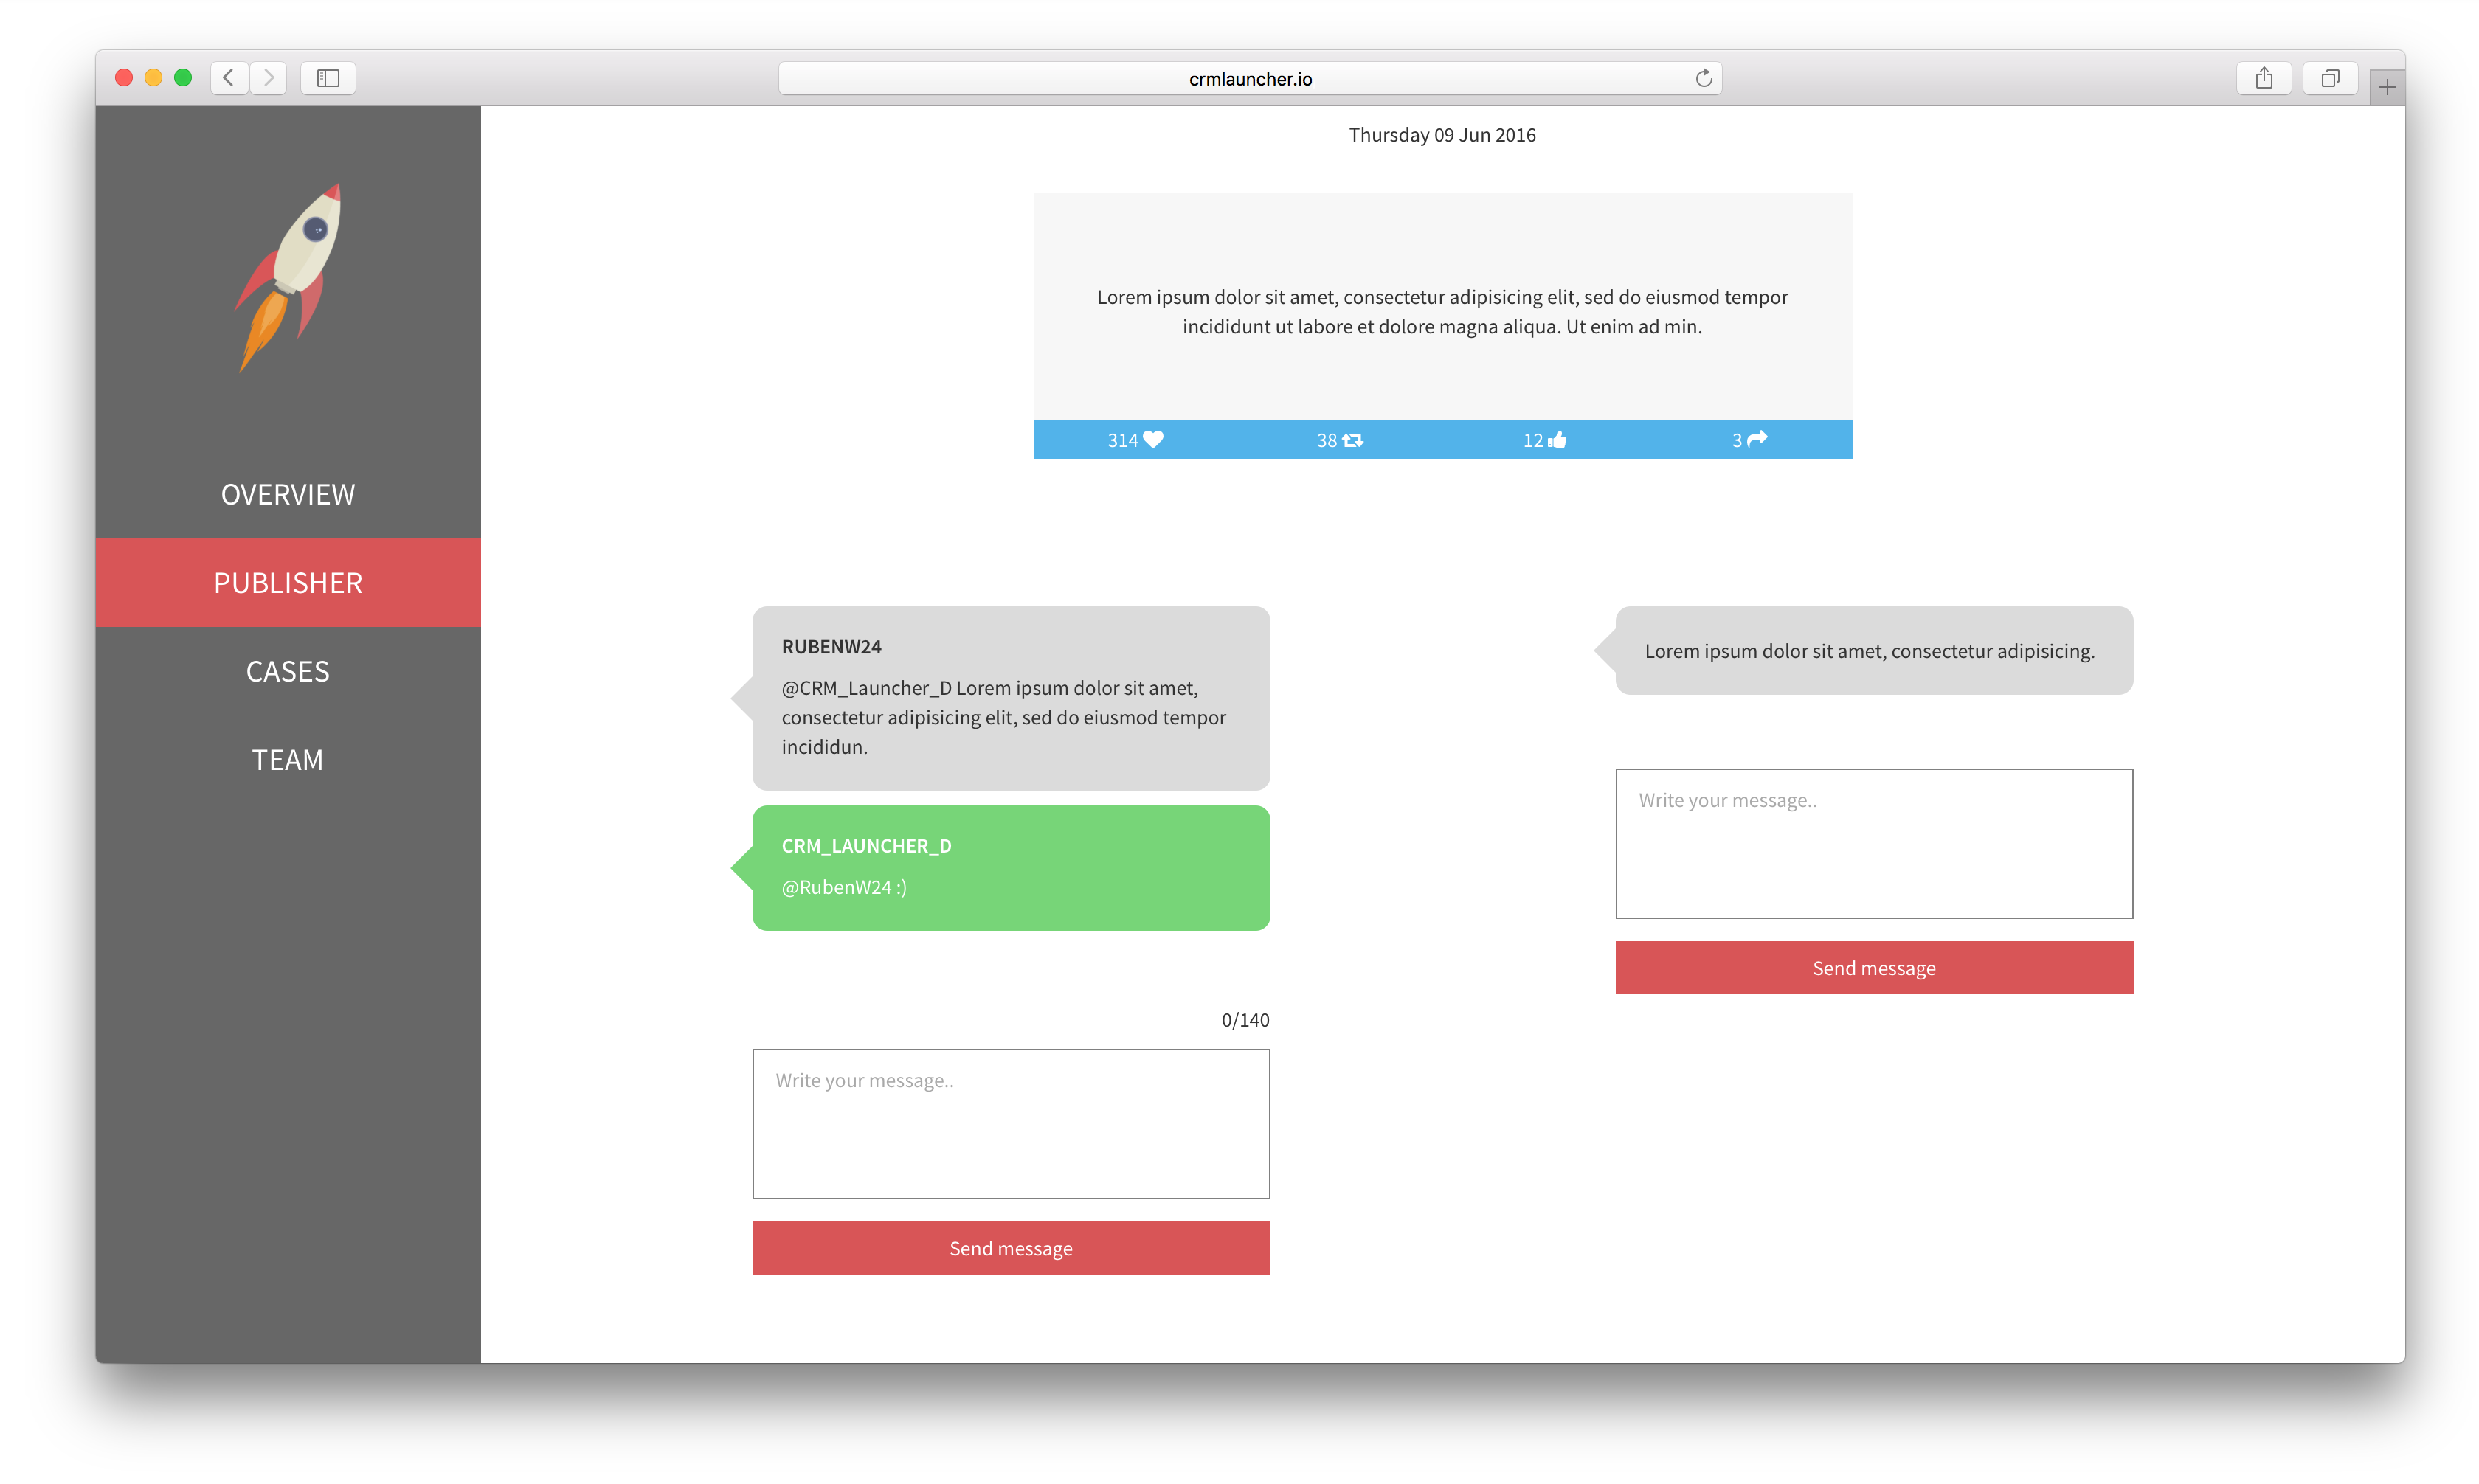 crmlauncher.io
OVERVIEW
PUBLISHER
CASES
TEAM
Thursday 09 Jun 2016
Lorem ipsum dolor sit amet, consectetur adipisicing elit, sed do eiusmod tempor
incididunt ut labore et dolore magna aliqua. Ut enim ad min.
314
38
12
3
RUBENW24
@CRM_Launcher_D Lorem ipsum dolor sit amet,
consectetur adipisicing elit, sed do eiusmod tempor
incididun.
CRM_LAUNCHER_D
@RubenW24 :)
0/140
Write your message..
Send message
Lorem ipsum dolor sit amet, consectetur adipisicing.
Write your message..
Send message